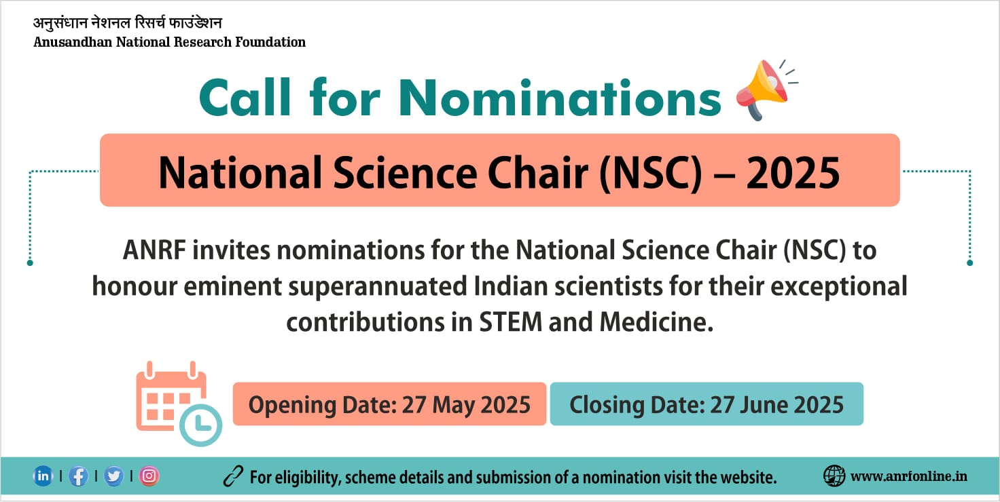 अनुसंधान नेशनल रिसर्च फाउंडेशन
Anusandhan National Research Foundation
Call for Nominations
National Science Chair (NSC) – 2025
ANRF invites nominations for the National Science Chair (NSC) to
honour eminent superannuated Indian scientists for their exceptional
contributions in STEM and Medicine.
Opening Date: 27 May 2025
Closing Date: 27 June 2025
in | f | |
For eligibility, scheme details and submission of a nomination visit the website.
www.anrfonline.in